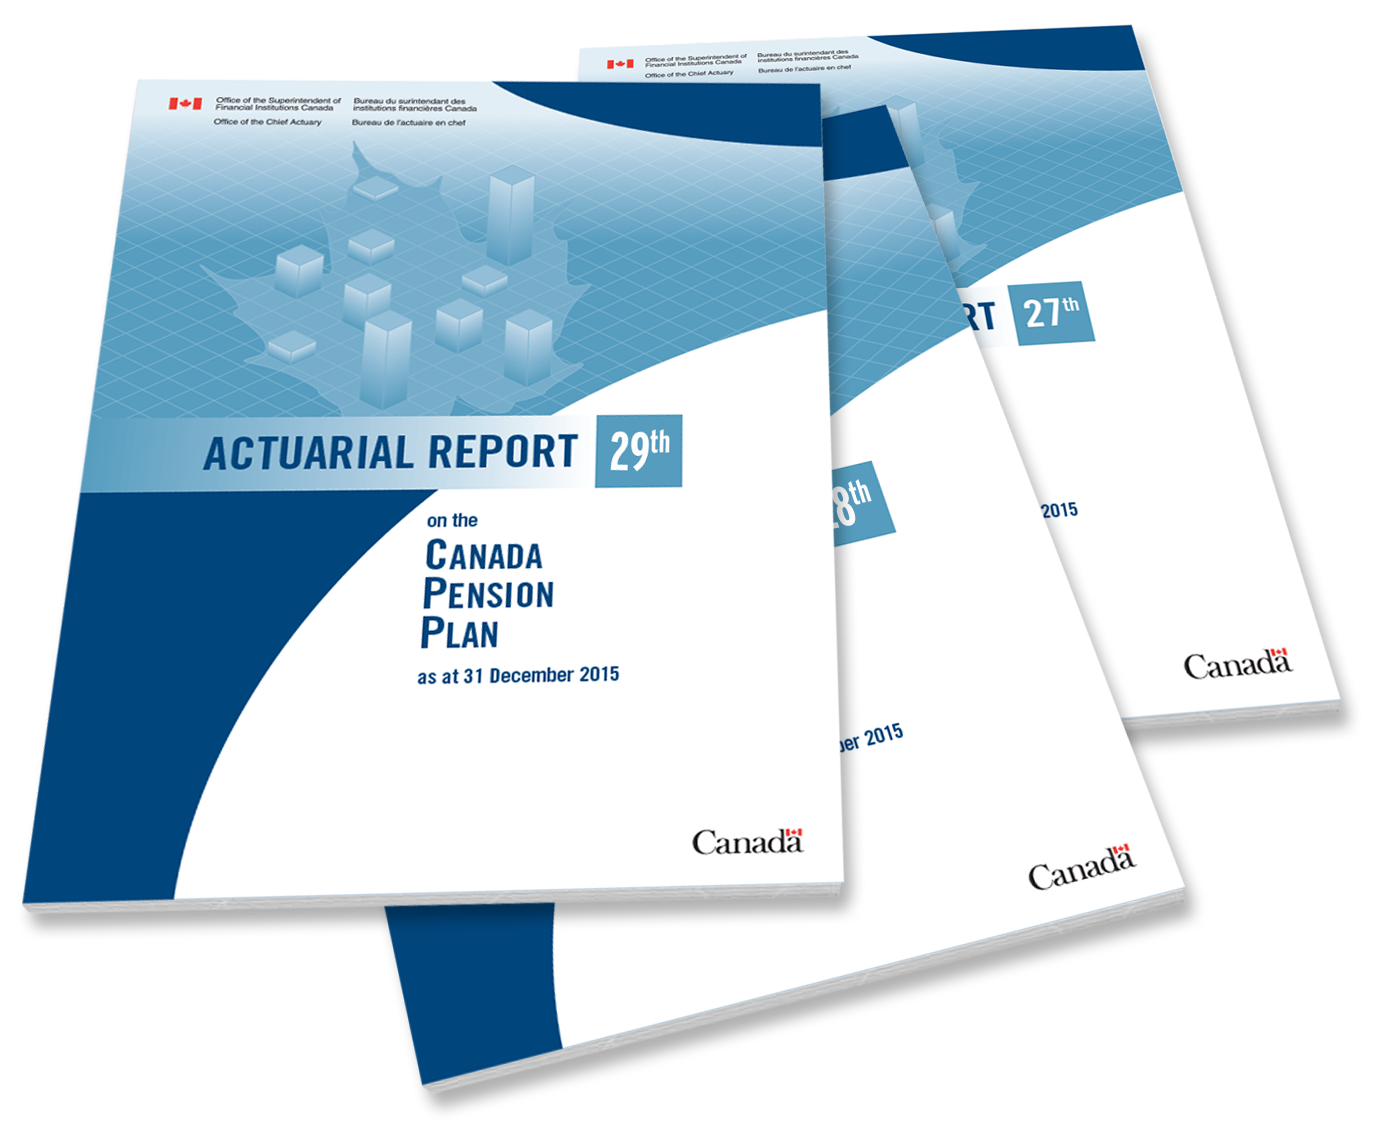 Office of the Superintendent of
Financial Institutions Canada
Office of the Chief Actuary
Bureau du surintendant des
institutions financières Canada
Bureau de l'actuaire en chef
ACTUARIAL REPORT 29th
on the
CANADA
PENSION
PLAN
as at 31 December 2015
Canada
28th
ber 2015
Canada
Office of the Superintendent of
Financial Institutions Canada
Office of the Chief Actuary
Bureau du surintendant des
institutions financières Canada
Bureau de l'actuaire en chef
RT 27th
2015
Canada